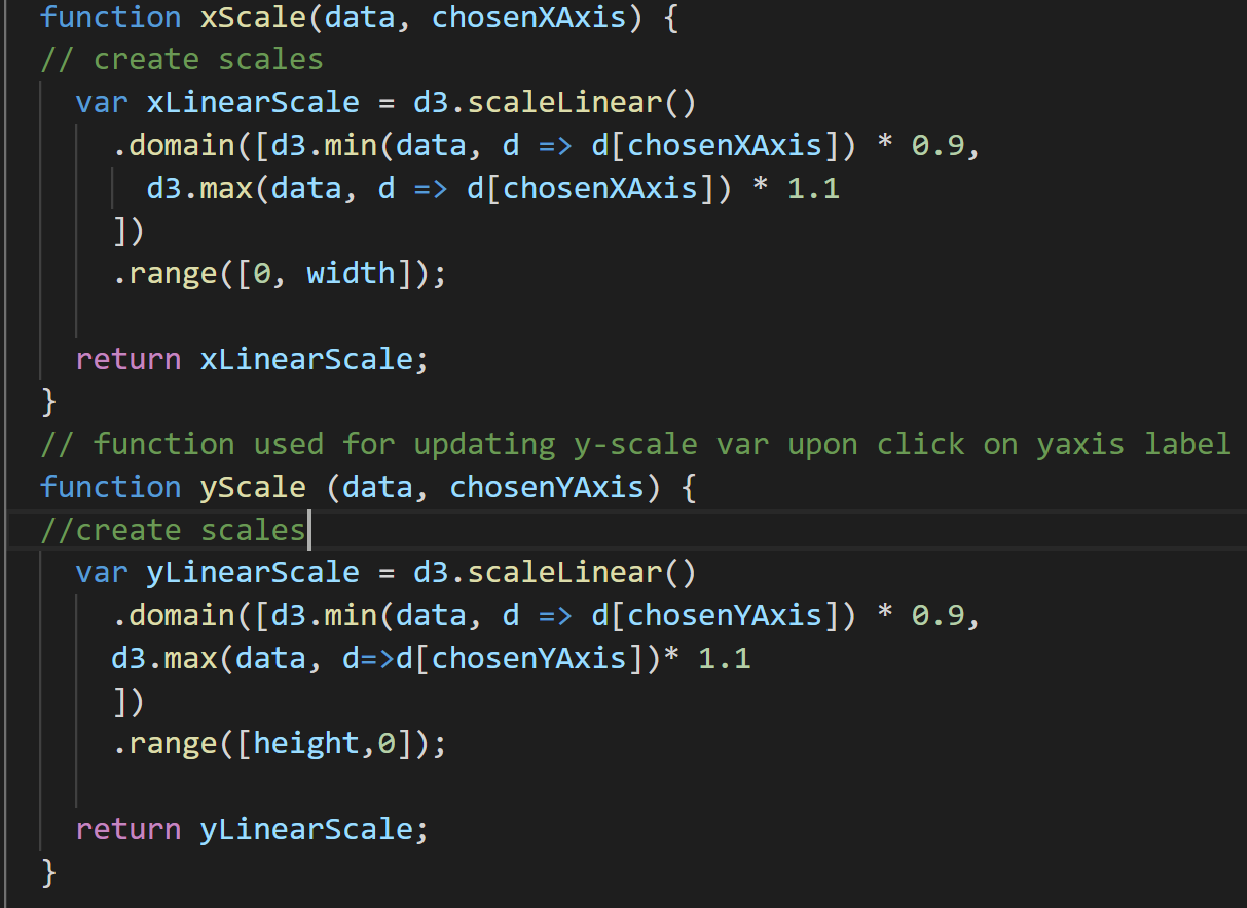 function xScale(data, chosenXAxis) {
// create scales
  var xLinearScale = d3.scaleLinear()
    .domain([d3.min(data, d => d[chosenXAxis]) * 0.9,
      d3.max(data, d => d[chosenXAxis]) * 1.1
    ])
    .range([0, width]);

  return xLinearScale;
}
// function used for updating y-scale var upon click on yaxis label
function yScale (data, chosenYAxis) {
//create scales
  var yLinearScale = d3.scaleLinear()
    .domain([d3.min(data, d => d[chosenYAxis]) * 0.9,
    d3.max(data, d=>d[chosenYAxis])* 1.1
    ])
    .range([height,0]);

  return yLinearScale;
}